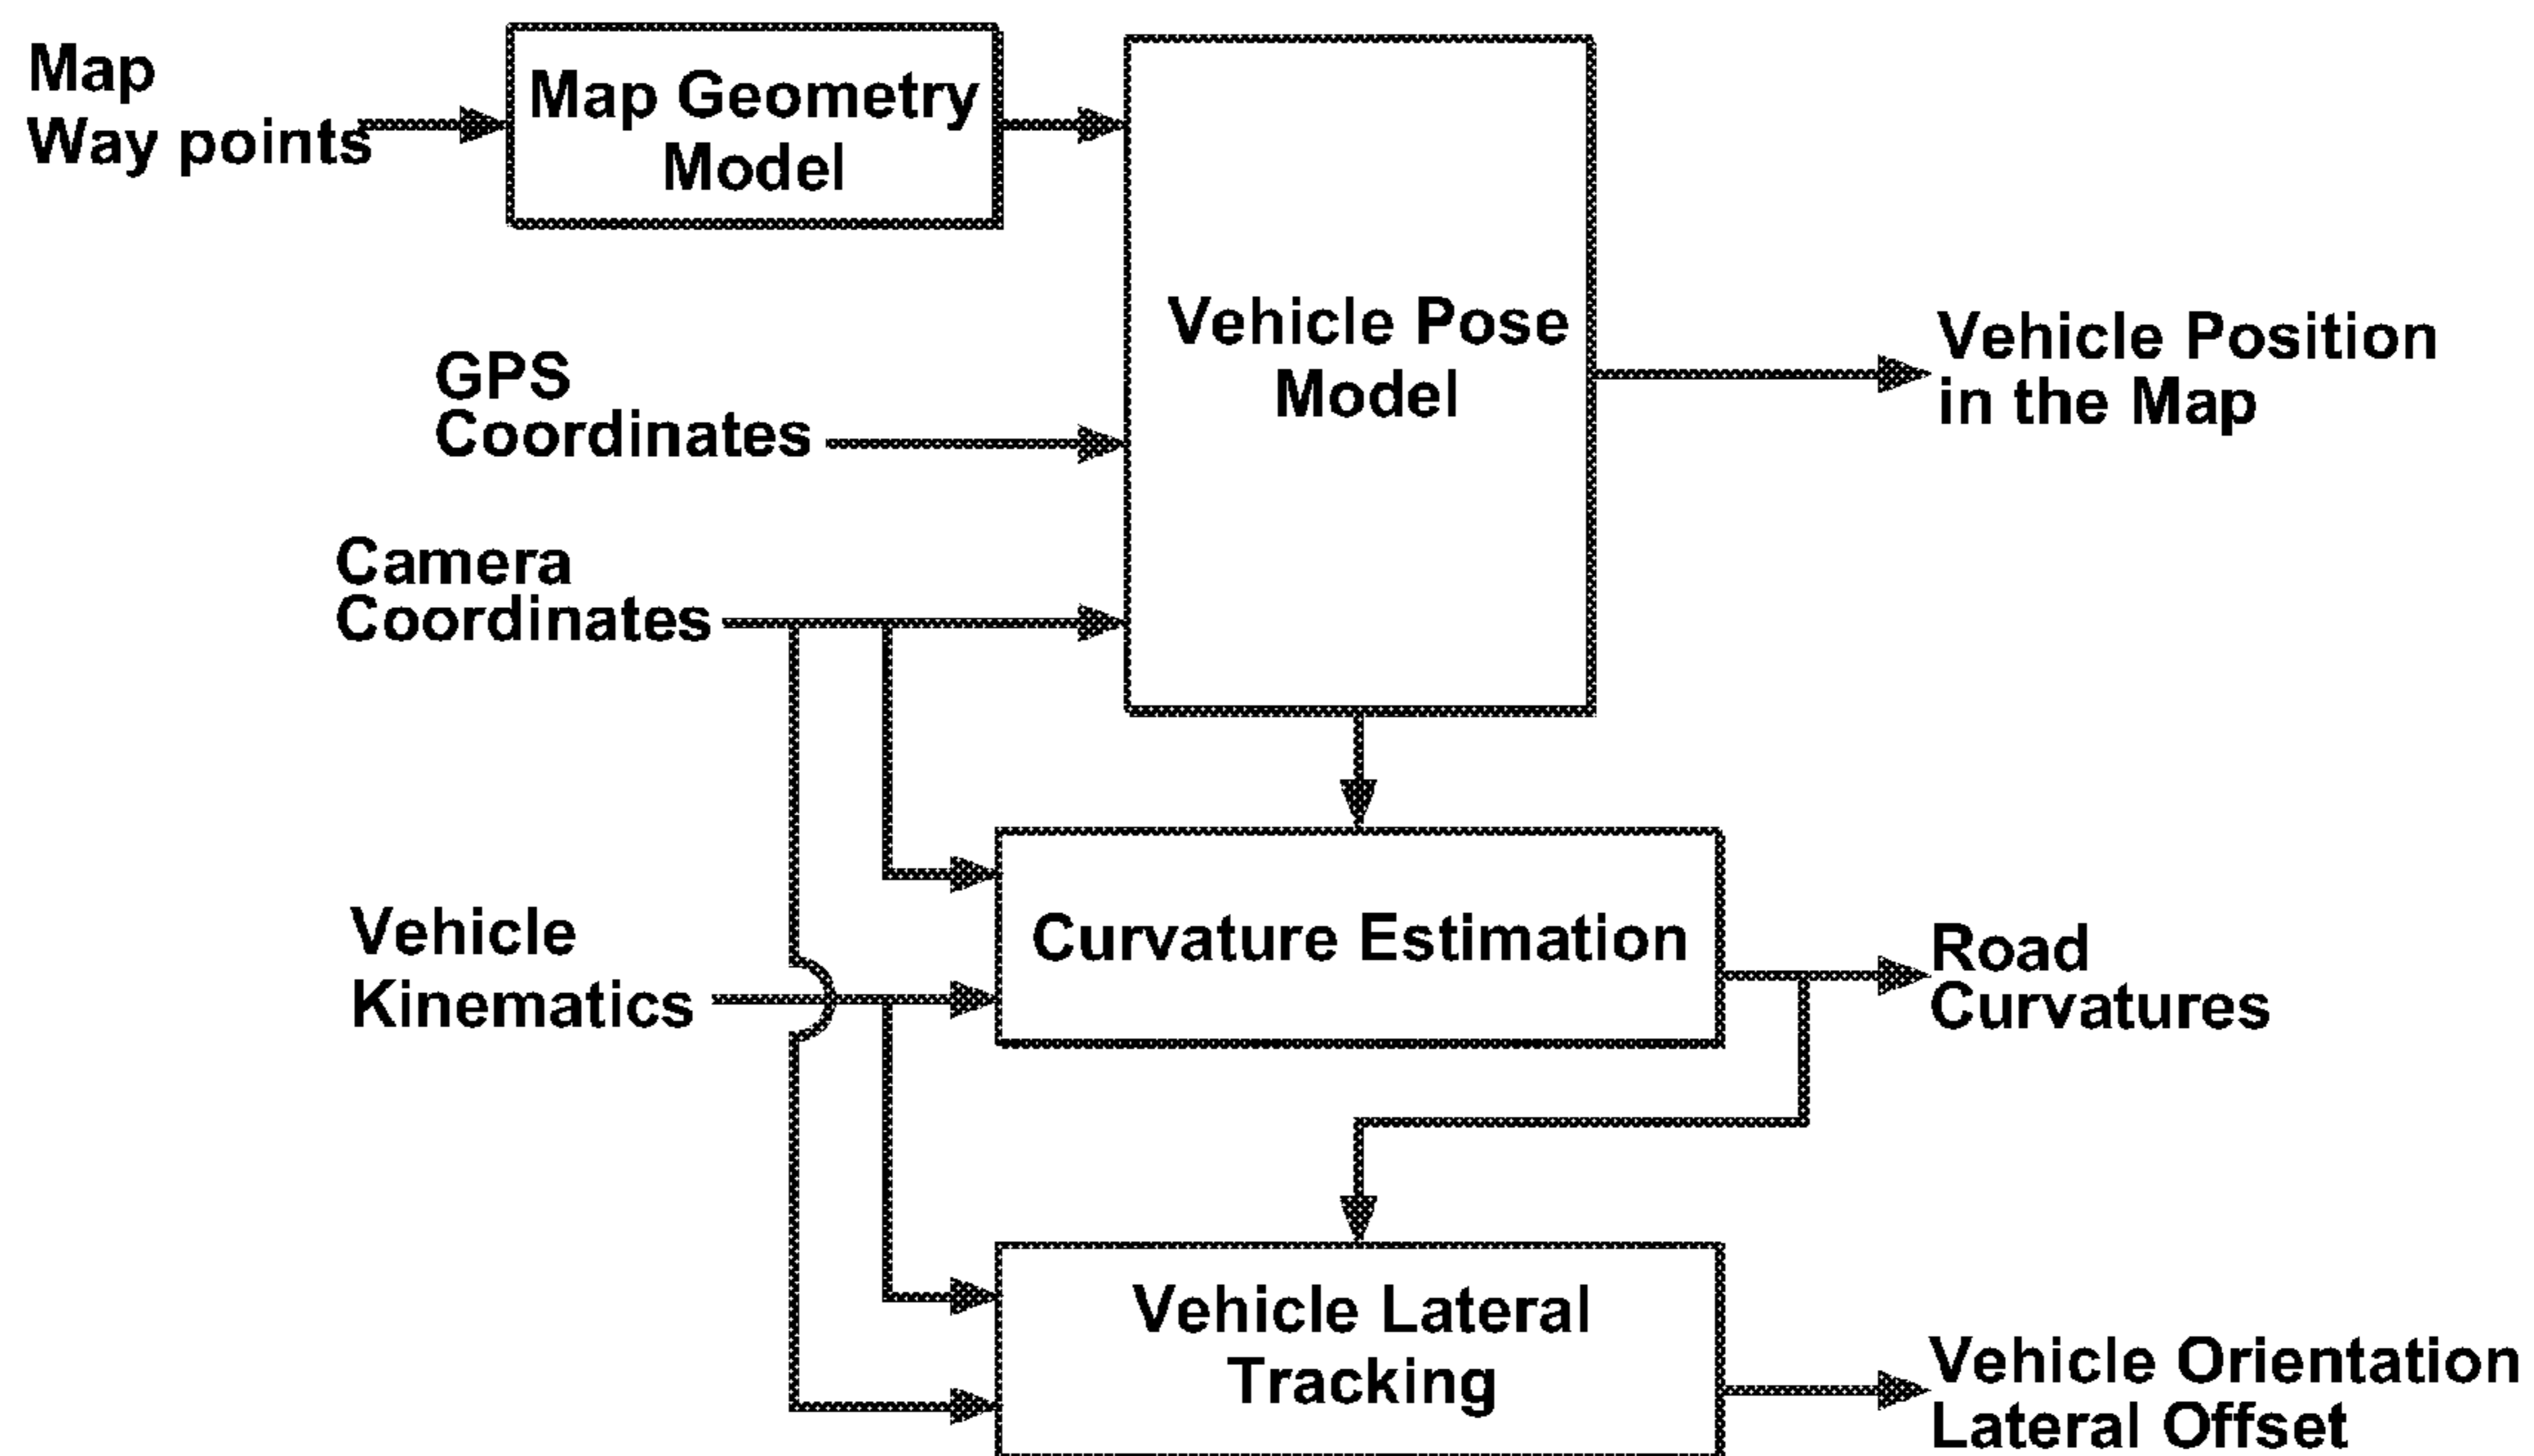 Map
Way points
Map Geometry
Model
GPS
Coordinates
Camera
Coordinates
Vehicle Pose
Model
Vehicle Position
in the Map
Vehicle
Kinematics
Curvature Estimation
Road
Curvatures
Vehicle Lateral
Tracking
Vehicle Orientation
Lateral Offset